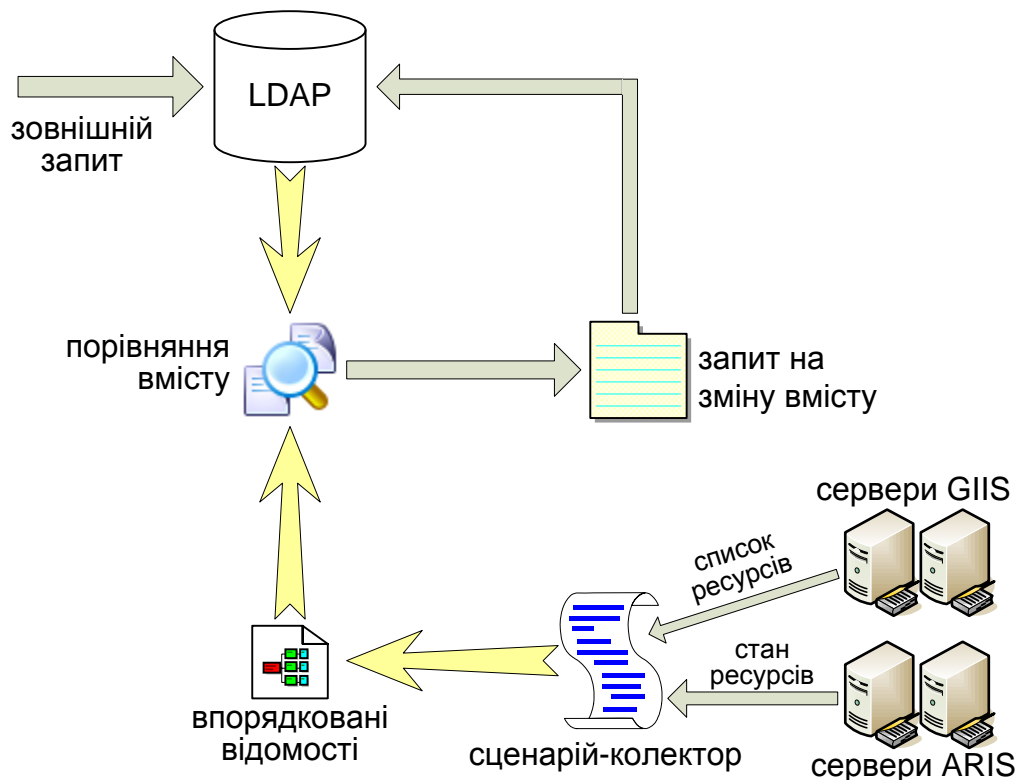 LDAP
зовнішній
запит
порівняння
вмісту
запит на
зміну вмісту
сервери GIIS
список
ресурсів
стан
ресурсів
впорядковані
відомості
сценарій-колектор
сервери ARIS